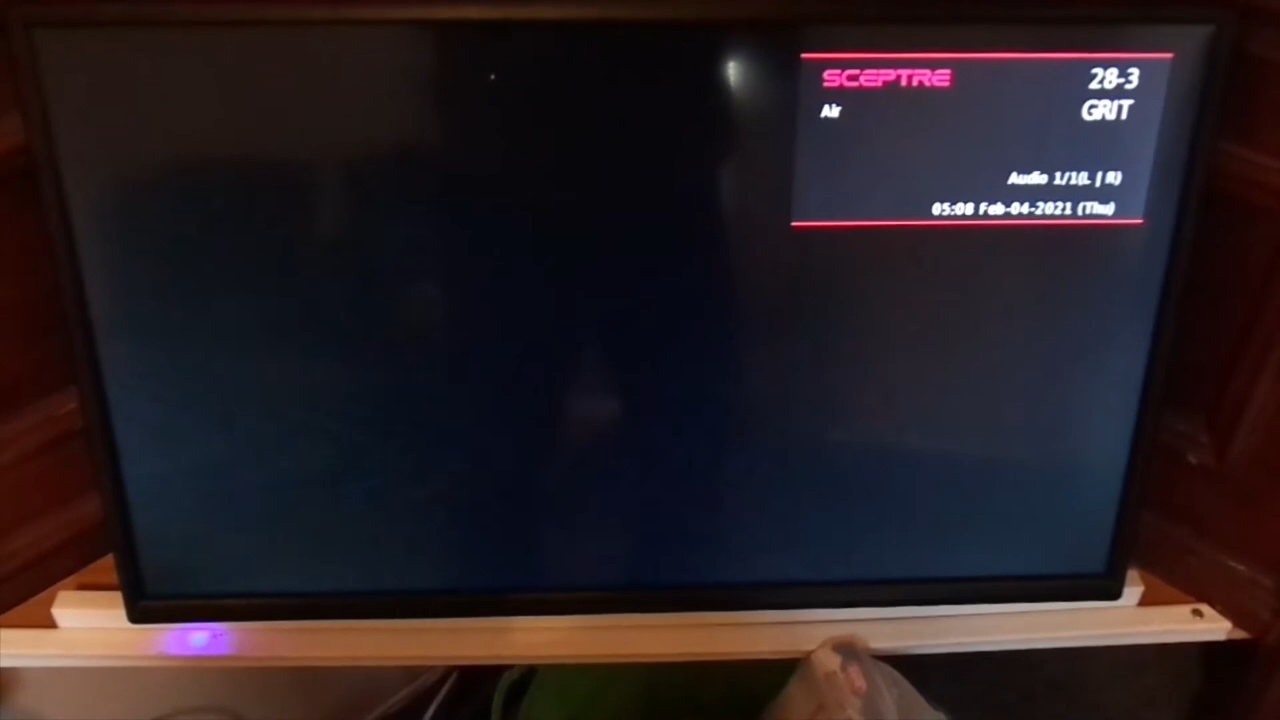 SCEPTRE 28-3
Air GRIT
Audio 1/1(L | R)
05:08 Feb-04-2021 (Thu)